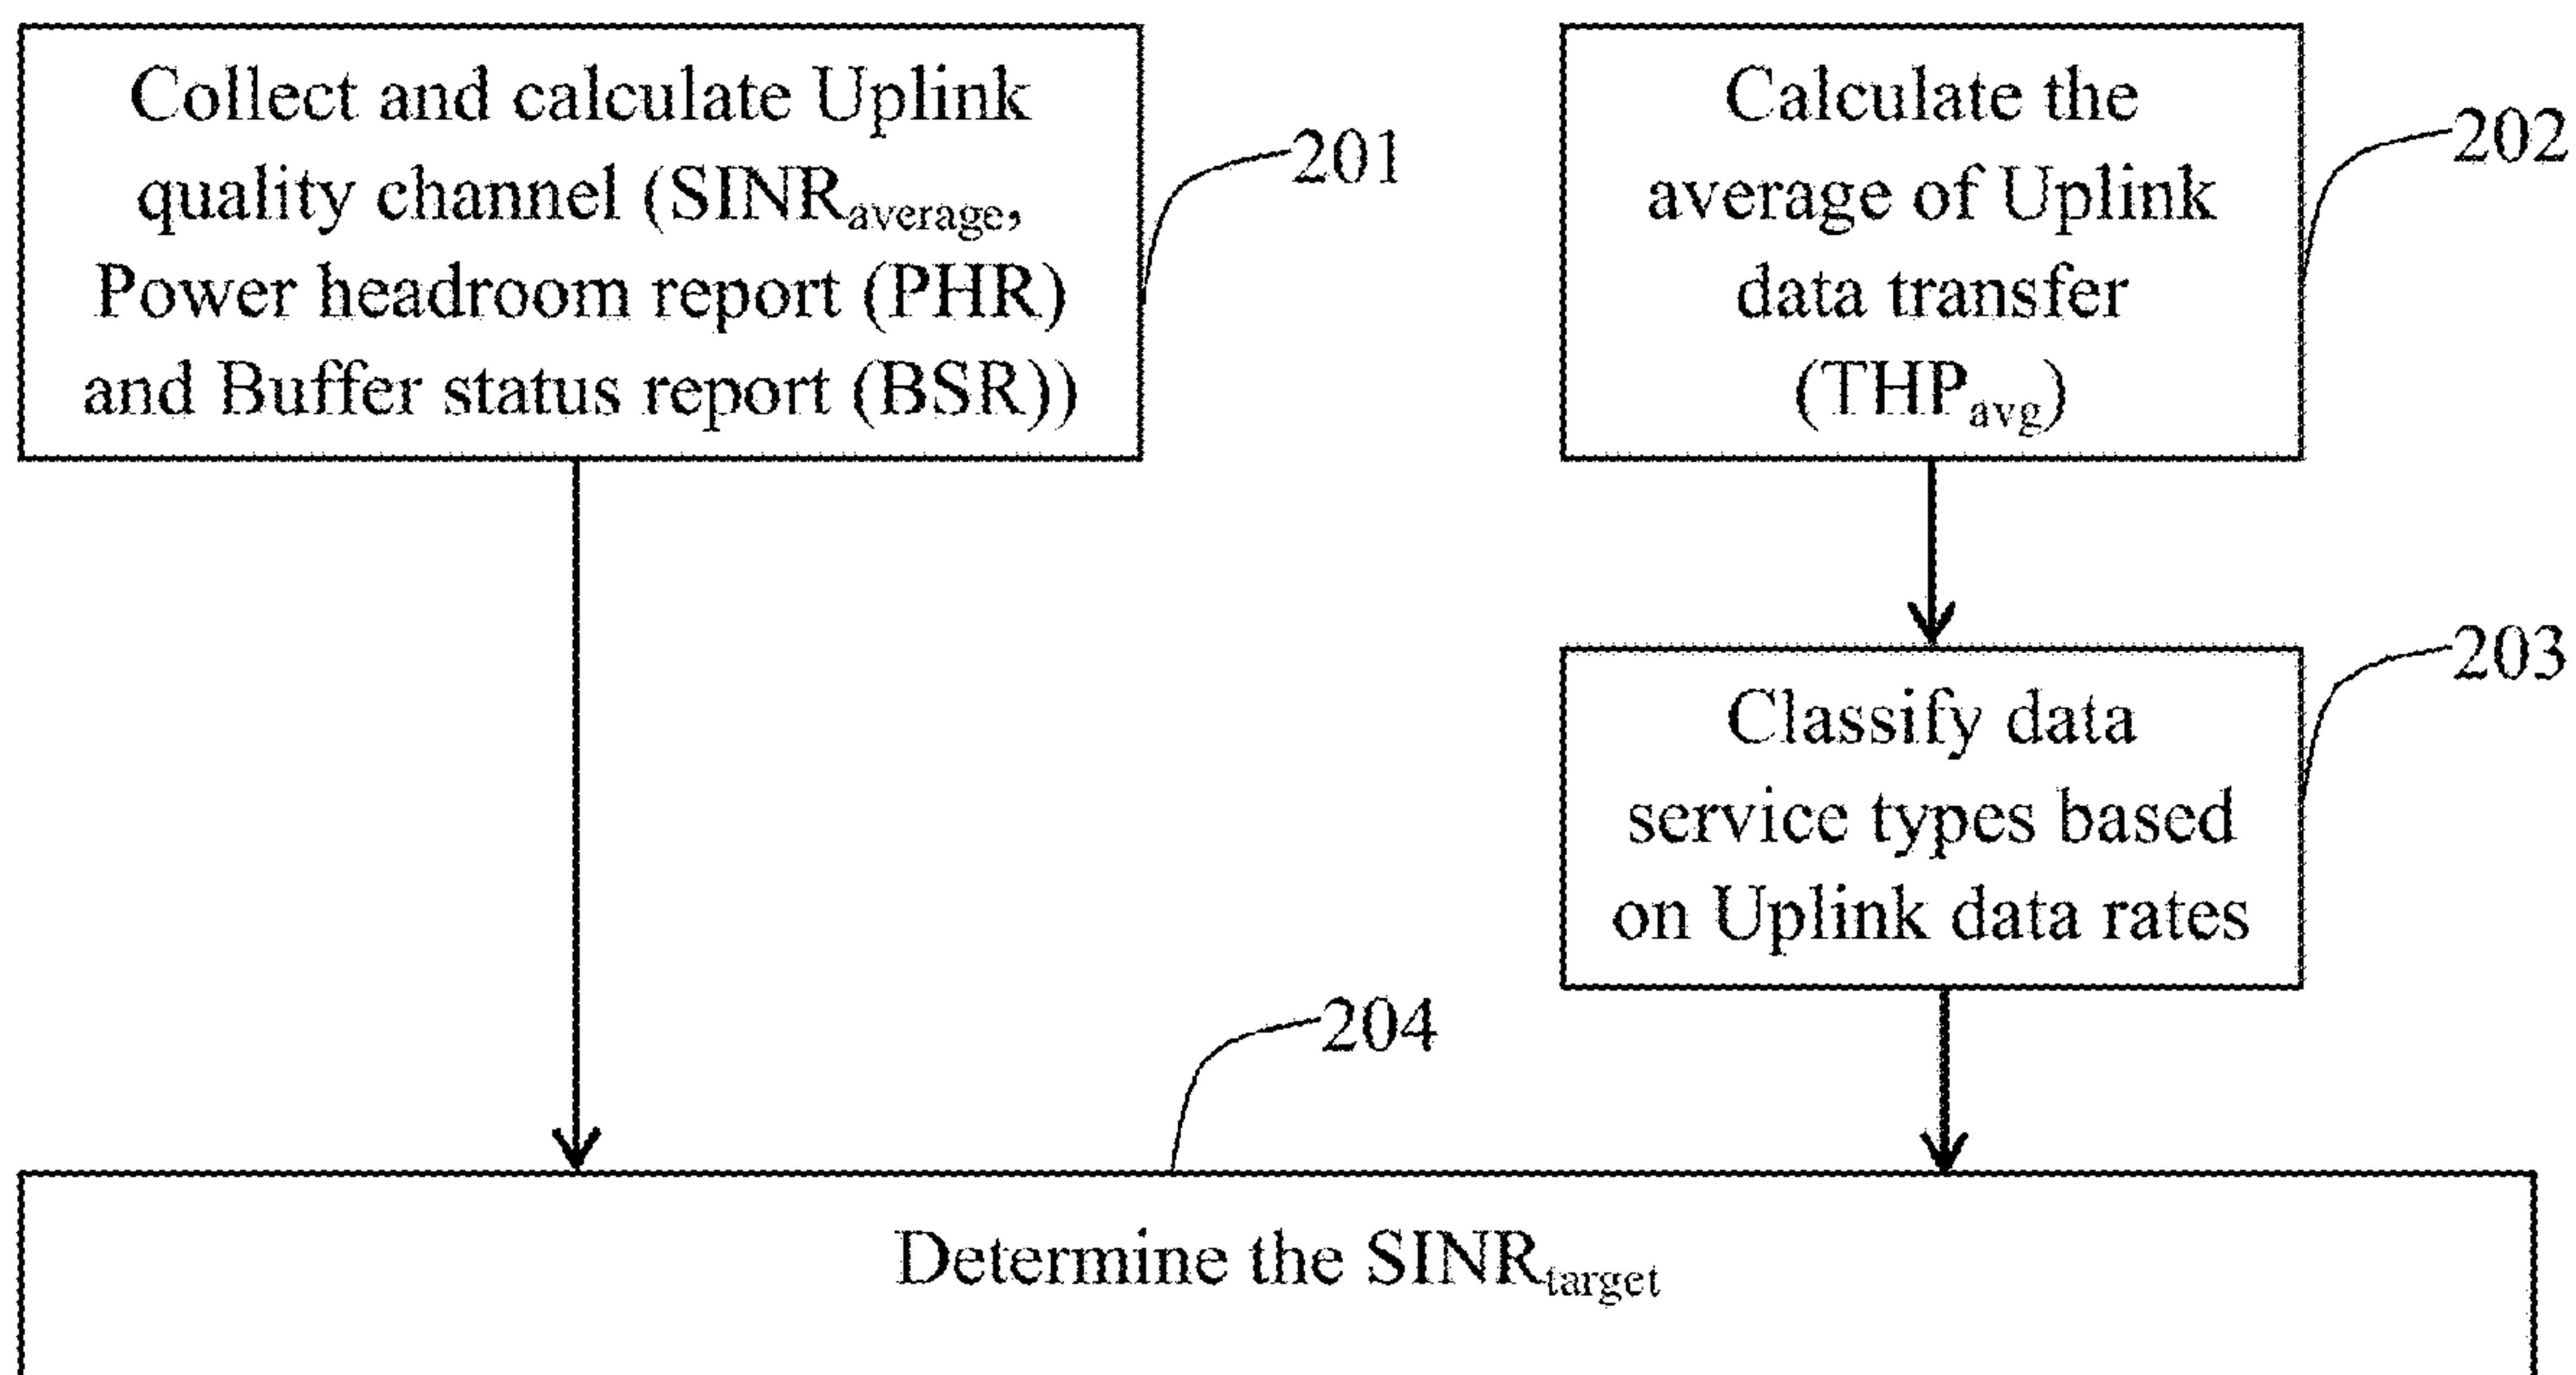 Collect and calculate Uplink
quality channel (SINRaverage,
Power headroom report (PHR)
and Buffer status report (BSR))
201
Calculate the
average of Uplink
data transfer
(THPavg)
202
Classify data
service types based
on Uplink data rates
203
204
Determine the SINRtarget